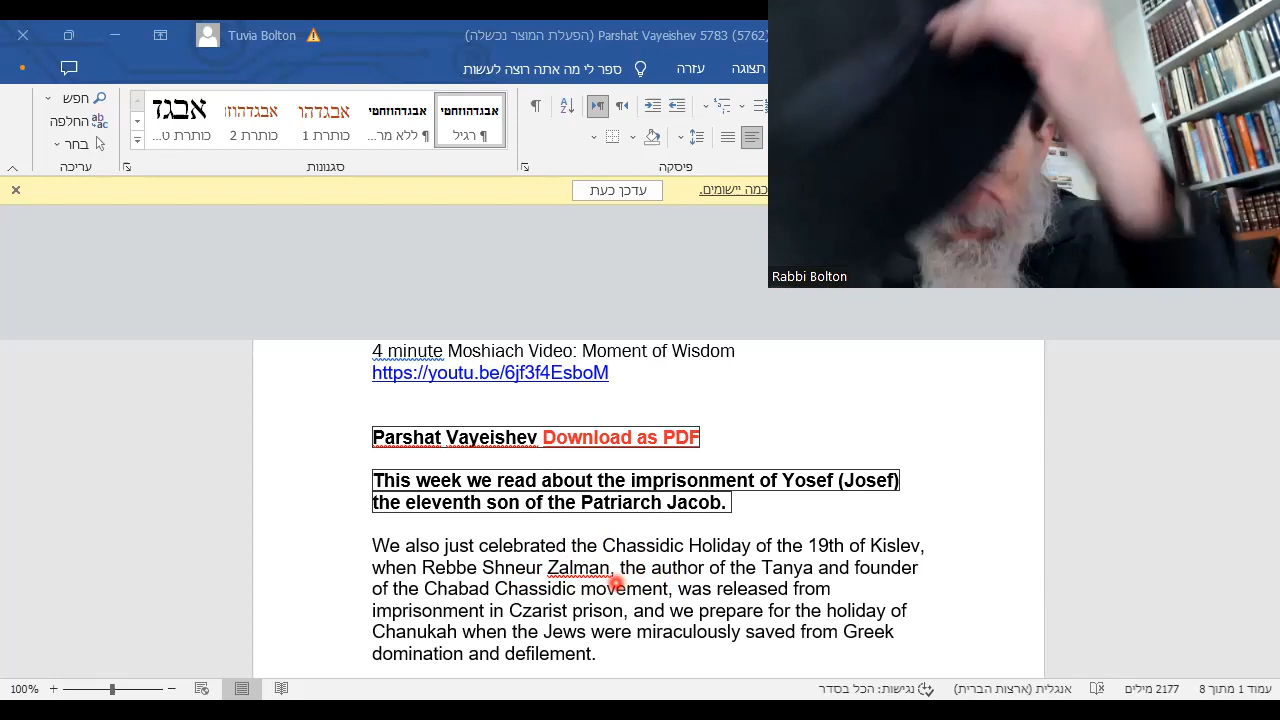 Tuvia Bolton
Parshat Vayeishev 5783 (5762) (הפעלת המוצר נכשלה)
תצוגה
עזרה
ספר לי מה אתה רוצה לעשות
אבגדהוזחטי
אבגדהוזחטי
אבגדהו
אבגדהוזז
אבגד
¶ רגיל
¶ ללא מר...
כותרת 1
כותרת 2
כותרת ט...
חפש
החלפה
בחר
פיסקה
סגנונות
עריכה
כמה יישומים.
עדכן כעת
Rabbi Bolton
4 minute Moshiach Video: Moment of Wisdom
https://youtu.be/6jf3f4EsboM
Parshat Vayeishev Download as PDF
This week we read about the imprisonment of Yosef (Josef)
the eleventh son of the Patriarch Jacob.
We also just celebrated the Chassidic Holiday of the 19th of Kislev,
when Rebbe Shneur Zalman, the author of the Tanya and founder
of the Chabad Chassidic movement, was released from
imprisonment in Czarist prison, and we prepare for the holiday of
Chanukah when the Jews were miraculously saved from Greek
domination and defilement.
עמוד 1 מתוך 8
2177 מילים
אנגלית (ארצות הברית)
נגישות: הכל בסדר
100%